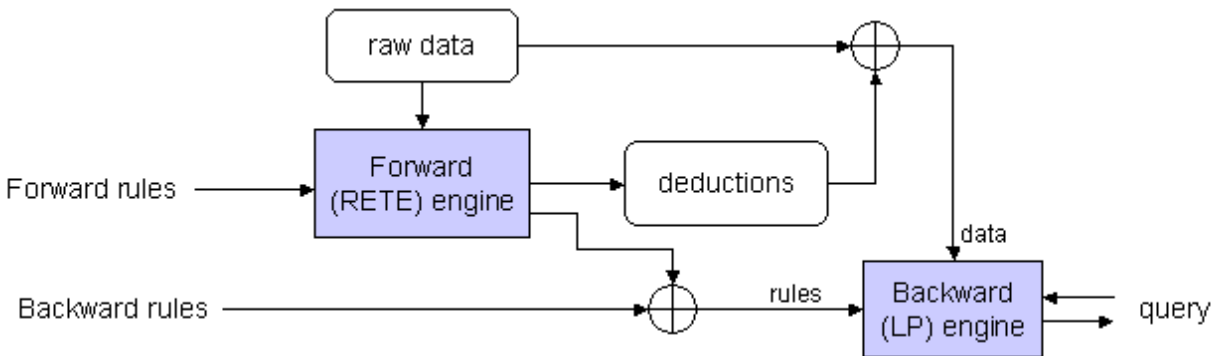 raw data
Forward rules
Forward
(RETE) engine
deductions
data
Backward rules
rules
Backward
(LP) engine
query